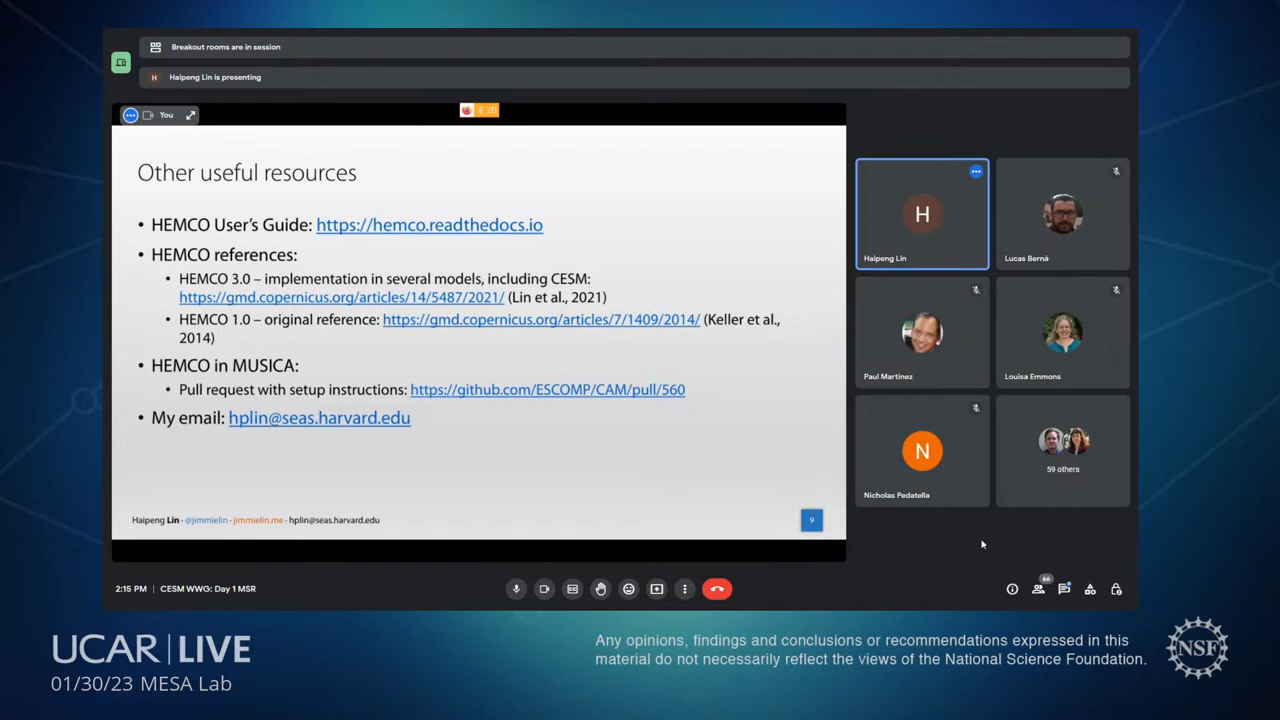 Breakout rooms are in session
H Haipeng Lin is presenting
You
Other useful resources
• HEMCO User's Guide: https://hemco.readthedocs.io
• HEMCO references:
• HEMCO 3.0 – implementation in several models, including CESM:
https://gmd.copernicus.org/articles/14/5487/2021/ (Lin et al., 2021)
• HEMCO 1.0 – original reference: https://gmd.copernicus.org/articles/7/1409/2014/ (Keller et al.,
2014)
• HEMCO in MUSICA:
• Pull request with setup instructions: https://github.com/ESCOMP/CAM/pull/560
• My email: hplin@seas.harvard.edu
Haipeng Lin · @jimmielin · jimmielin.me · hplin@seas.harvard.edu
9
H
Haipeng Lin
Lucas Berná
Paul Martinez
Louisa Emmons
N
Nicholas Pedatella
59 others
2:15 PM | CESM WWG: Day 1 MSR
66
UCAR | LIVE
01/30/23 MESA Lab
Any opinions, findings and conclusions or recommendations expressed in this
material do not necessarily reflect the views of the National Science Foundation.
NSF